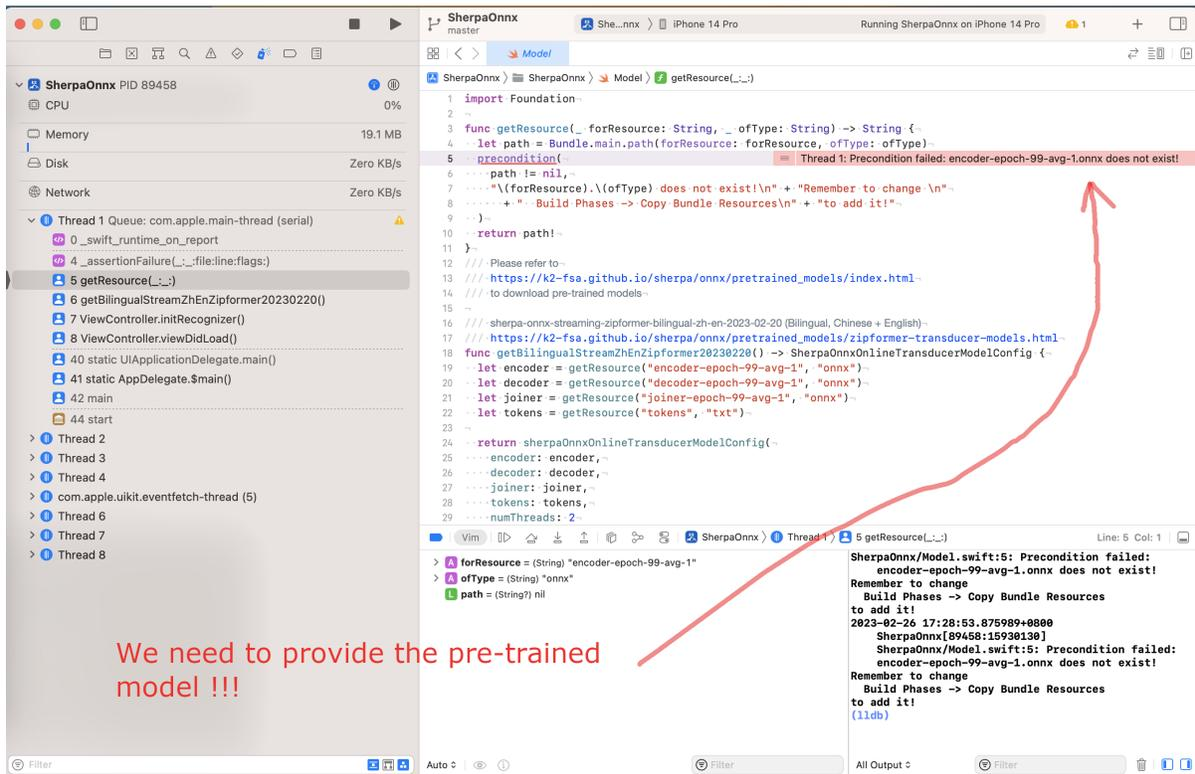 SherpaOnnx
master
She...nnx 〉 iPhone 14 Pro
Running SherpaOnnx on iPhone 14 Pro
1
Model
SherpaOnnx 〉 SherpaOnnx 〉 Model 〉 getResource(_:_:)
SherpaOnnx PID 89458
CPU 0%
Memory 19.1 MB
Disk Zero KB/s
Network Zero KB/s
Thread 1 Queue: com.apple.main-thread (serial)
0 _swift_runtime_on_report
4 _assertionFailure(_:_:file:line:flags:)
5 getResource(_:_:)
6 getBilingualStreamZhEnZipformer20230220()
7 ViewController.initRecognizer()
8 ViewController.viewDidLoad()
40 static UIApplicationDelegate.main()
41 static AppDelegate.$main()
42 main
44 start
Thread 2
Thread 3
Thread 4
com.apple.uikit.eventfetch-thread (5)
Thread 6
Thread 7
Thread 8
Filter
1 import Foundation
2
3 func getResource(_ forResource: String, _ ofType: String) -> String {
4 let path = Bundle.main.path(forResource: forResource, ofType: ofType)
5 precondition( Thread 1: Precondition failed: encoder-epoch-99-avg-1.onnx does not exist!
6 path != nil,
7 "\(forResource).\(ofType) does not exist!\n" + "Remember to change \n"
8 + "  Build Phases -> Copy Bundle Resources\n" + "to add it!"
9 )
10 return path!
11 }
12 /// Please refer to
13 /// https://k2-fsa.github.io/sherpa/onnx/pretrained_models/index.html
14 /// to download pre-trained models
15
16 /// sherpa-onnx-streaming-zipformer-bilingual-zh-en-2023-02-20 (Bilingual, Chinese + English)
17 /// https://k2-fsa.github.io/sherpa/onnx/pretrained_models/zipformer-transducer-models.html
18 func getBilingualStreamZhEnZipformer20230220() -> SherpaOnnxOnlineTransducerModelConfig {
19 let encoder = getResource("encoder-epoch-99-avg-1", "onnx")
20 let decoder = getResource("decoder-epoch-99-avg-1", "onnx")
21 let joiner = getResource("joiner-epoch-99-avg-1", "onnx")
22 let tokens = getResource("tokens", "txt")
23
24 return sherpaOnnxOnlineTransducerModelConfig(
25 encoder: encoder,
26 decoder: decoder,
27 joiner: joiner,
28 tokens: tokens,
29 numThreads: 2
Vim
SherpaOnnx 〉 Thread 1 〉 5 getResource(_:_:)
Line: 5 Col: 1
A forResource = (String) "encoder-epoch-99-avg-1"
A ofType = (String) "onnx"
L path = (String?) nil
SherpaOnnx/Model.swift:5: Precondition failed:
encoder-epoch-99-avg-1.onnx does not exist!
Remember to change
Build Phases -> Copy Bundle Resources
to add it!
2023-02-26 17:28:53.875989+0800
SherpaOnnx[89458:15930130]
SherpaOnnx/Model.swift:5: Precondition failed:
encoder-epoch-99-avg-1.onnx does not exist!
Remember to change
Build Phases -> Copy Bundle Resources
to add it!
(lldb)
We need to provide the pre-trained
model !!!
Auto
Filter
All Output
Filter